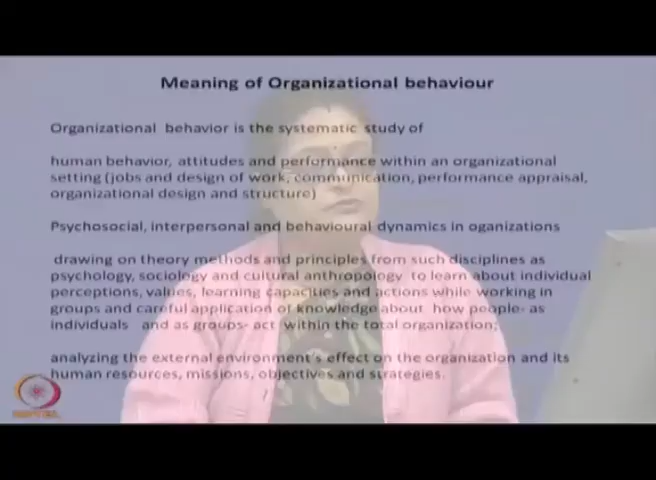 Meaning of Organizational behaviour
Organizational behavior is the systematic study of
human behavior, attitudes and performance within an organizational
setting (jobs and design of work, communication, performance appraisal,
organizational design and structure)
Psychosocial, interpersonal and behavioural dynamics in oganizations
drawing on theory methods and principles from such disciplines as
psychology, sociology and cultural anthropology to learn about individual
perceptions, values, learning capacities and actions while working in
groups and careful application of knowledge about how people- as
individuals and as groups- act within the total organization;
analyzing the external environment's effect on the organization and its
human resources, missions, objectives and strategies.